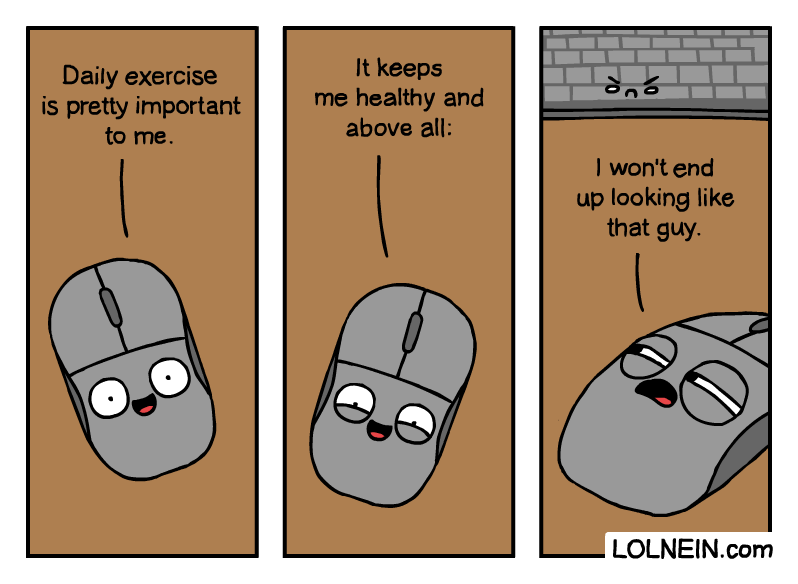 Daily exercise
is pretty important
to me.
It keeps
me healthy and
above all:
I won't end
up looking like
that guy.
LOLNEIN.com